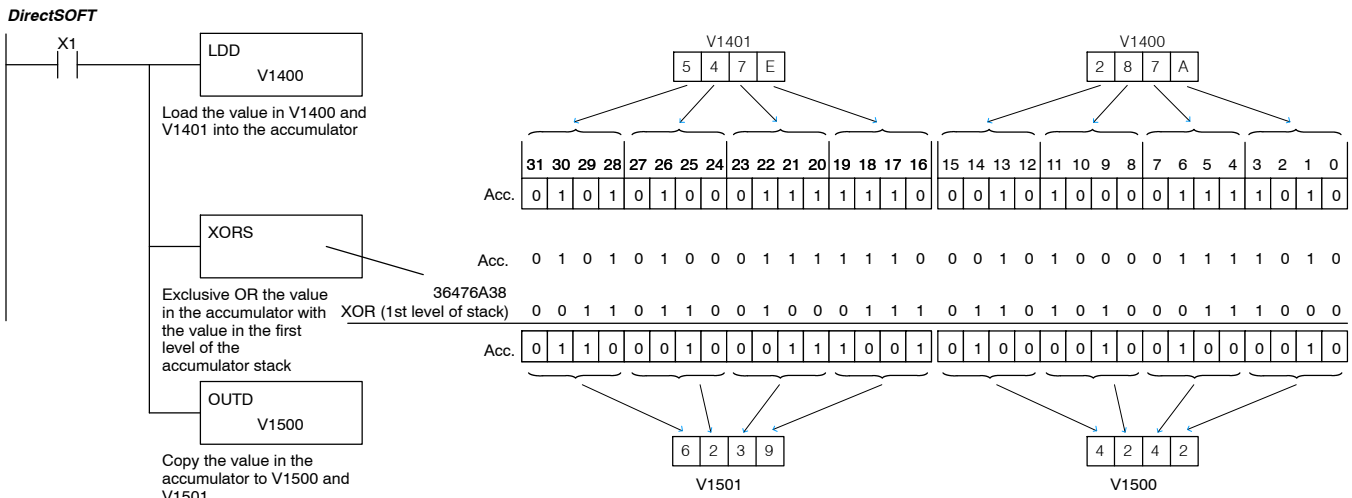 DirectSOFT
X1
LDD
V1400
Load the value in V1400 and
V1401 into the accumulator
XORS
Exclusive OR the value
in the accumulator with
the value in the first
level of the
accumulator stack
OUTD
V1500
Copy the value in the
accumulator to V1500 and
V1501
V1401
5 4 7 E
V1400
2 8 7 A
31 30 29 28 27 26 25 24 23 22 21 20 19 18 17 16 15 14 13 12 11 10 9 8 7 6 5 4 3 2 1 0
Acc. 0 1 0 1 0 1 0 0 0 1 1 1 1 1 1 0 0 0 1 0 1 0 0 0 0 1 1 1 1 0 1 0
Acc. 0 1 0 1 0 1 0 0 0 1 1 1 1 1 1 0 0 0 1 0 1 0 0 0 0 1 1 1 1 0 1 0
36476A38
XOR (1st level of stack) 0 0 1 1 0 1 1 0 0 1 0 0 0 1 1 1 0 1 1 0 1 0 1 0 0 0 1 1 1 0 0 0
Acc. 0 1 1 0 0 0 1 0 0 0 1 1 1 0 0 1 0 1 0 0 0 0 1 0 0 1 0 0 0 0 1 0
6 2 3 9
V1501
4 2 4 2
V1500